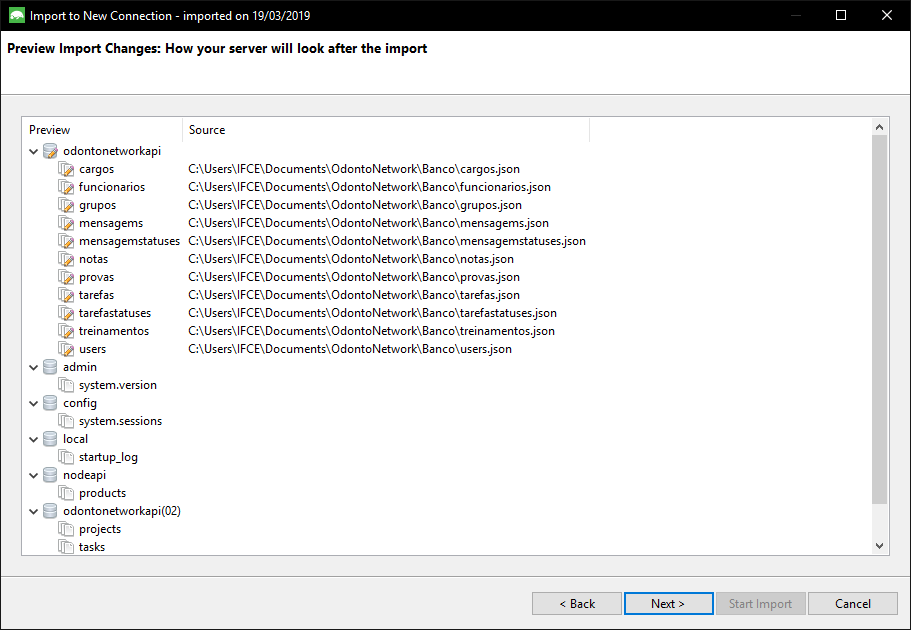 Import to New Connection - imported on 19/03/2019
Preview Import Changes: How your server will look after the import
Preview Source
odontonetworkapi
cargos C:\Users\IFCE\Documents\OdontoNetwork\Banco\cargos.json
funcionarios C:\Users\IFCE\Documents\OdontoNetwork\Banco\funcionarios.json
grupos C:\Users\IFCE\Documents\OdontoNetwork\Banco\grupos.json
mensagems C:\Users\IFCE\Documents\OdontoNetwork\Banco\mensagems.json
mensagemstatuses C:\Users\IFCE\Documents\OdontoNetwork\Banco\mensagemstatuses.json
notas C:\Users\IFCE\Documents\OdontoNetwork\Banco\notas.json
provas C:\Users\IFCE\Documents\OdontoNetwork\Banco\provas.json
tarefas C:\Users\IFCE\Documents\OdontoNetwork\Banco\tarefas.json
tarefastatuses C:\Users\IFCE\Documents\OdontoNetwork\Banco\tarefastatuses.json
treinamentos C:\Users\IFCE\Documents\OdontoNetwork\Banco\treinamentos.json
users C:\Users\IFCE\Documents\OdontoNetwork\Banco\users.json
admin
system.version
config
system.sessions
local
startup_log
nodeapi
products
odontonetworkapi(02)
projects
tasks
< Back Next > Start Import Cancel